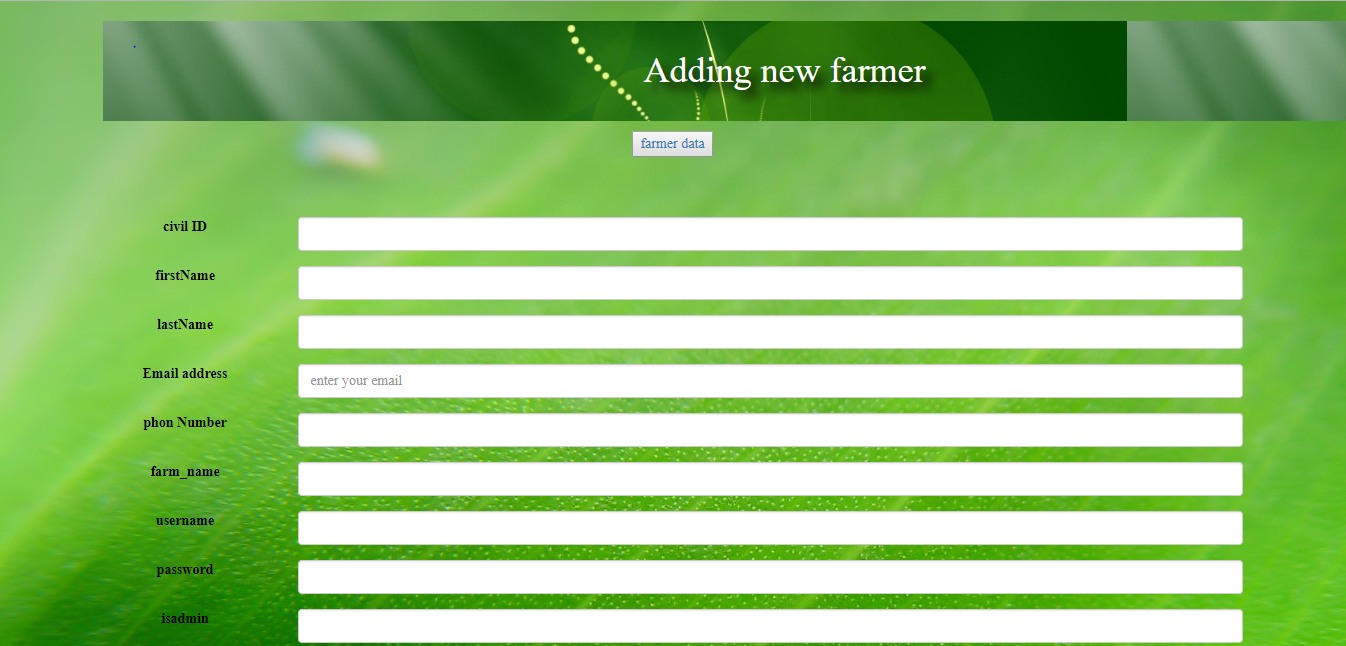 Adding new farmer
farmer data
civil ID
firstName
lastName
Email address
enter your email
phon Number
farm_name
username
password
isadmin